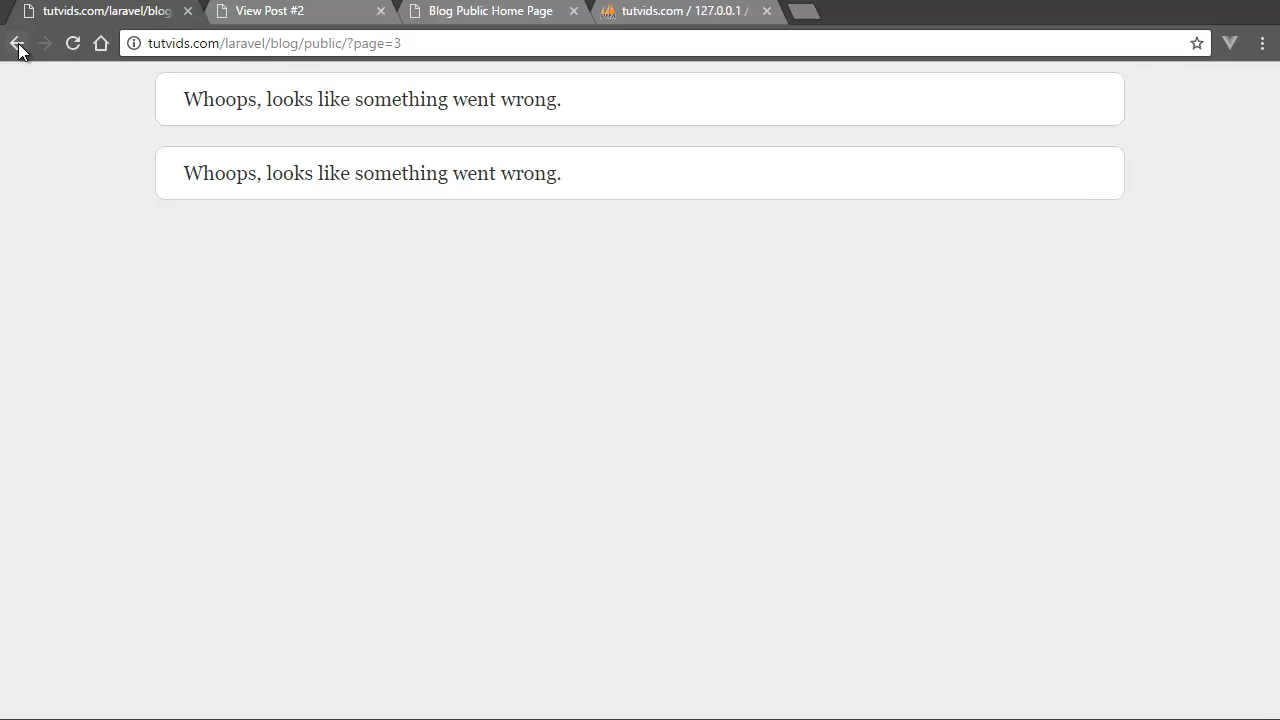 tutvids.com/laravel/blog
View Post #2
Blog Public Home Page
tutvids.com / 127.0.0.1 /
tutvids.com/laravel/blog/public/?page=3
Whoops, looks like something went wrong.
Whoops, looks like something went wrong.